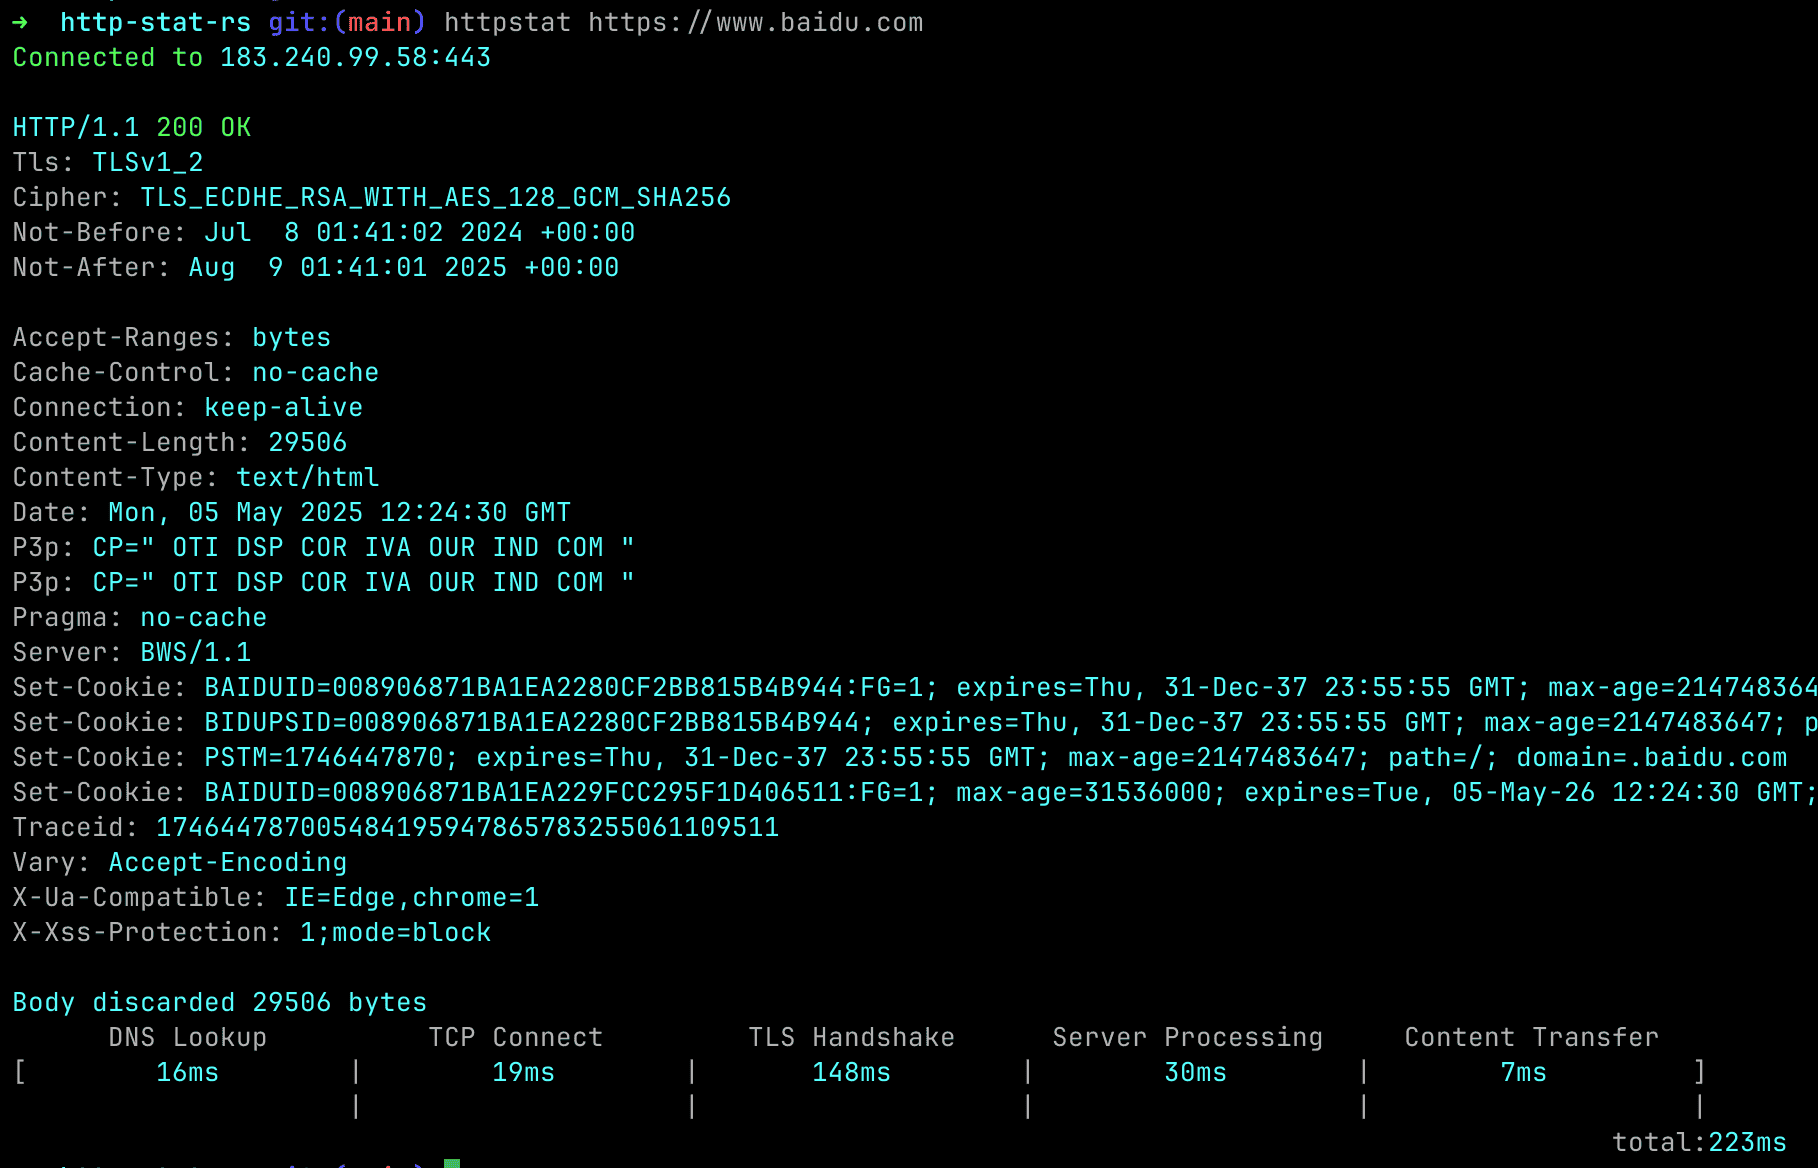 →  http-stat-rs git:(main) httpstat https://www.baidu.com
Connected to 183.240.99.58:443
HTTP/1.1 200 OK
Tls: TLSv1_2
Cipher: TLS_ECDHE_RSA_WITH_AES_128_GCM_SHA256
Not-Before: Jul  8 01:41:02 2024 +00:00
Not-After: Aug  9 01:41:01 2025 +00:00
Accept-Ranges: bytes
Cache-Control: no-cache
Connection: keep-alive
Content-Length: 29506
Content-Type: text/html
Date: Mon, 05 May 2025 12:24:30 GMT
P3p: CP=" OTI DSP COR IVA OUR IND COM "
P3p: CP=" OTI DSP COR IVA OUR IND COM "
Pragma: no-cache
Server: BWS/1.1
Set-Cookie: BAIDUID=008906871BA1EA2280CF2BB815B4B944:FG=1; expires=Thu, 31-Dec-37 23:55:55 GMT; max-age=214748364
Set-Cookie: BIDUPSID=008906871BA1EA2280CF2BB815B4B944; expires=Thu, 31-Dec-37 23:55:55 GMT; max-age=2147483647; p
Set-Cookie: PSTM=1746447870; expires=Thu, 31-Dec-37 23:55:55 GMT; max-age=2147483647; path=/; domain=.baidu.com
Set-Cookie: BAIDUID=008906871BA1EA229FCC295F1D406511:FG=1; max-age=31536000; expires=Tue, 05-May-26 12:24:30 GMT;
Traceid: 174644787005484195947865783255061109511
Vary: Accept-Encoding
X-Ua-Compatible: IE=Edge,chrome=1
X-Xss-Protection: 1;mode=block
Body discarded 29506 bytes
DNS Lookup          TCP Connect         TLS Handshake      Server Processing     Content Transfer
[        16ms        |        19ms        |       148ms        |        30ms        |        7ms         ]
|                    |                    |                    |                    |
total:223ms